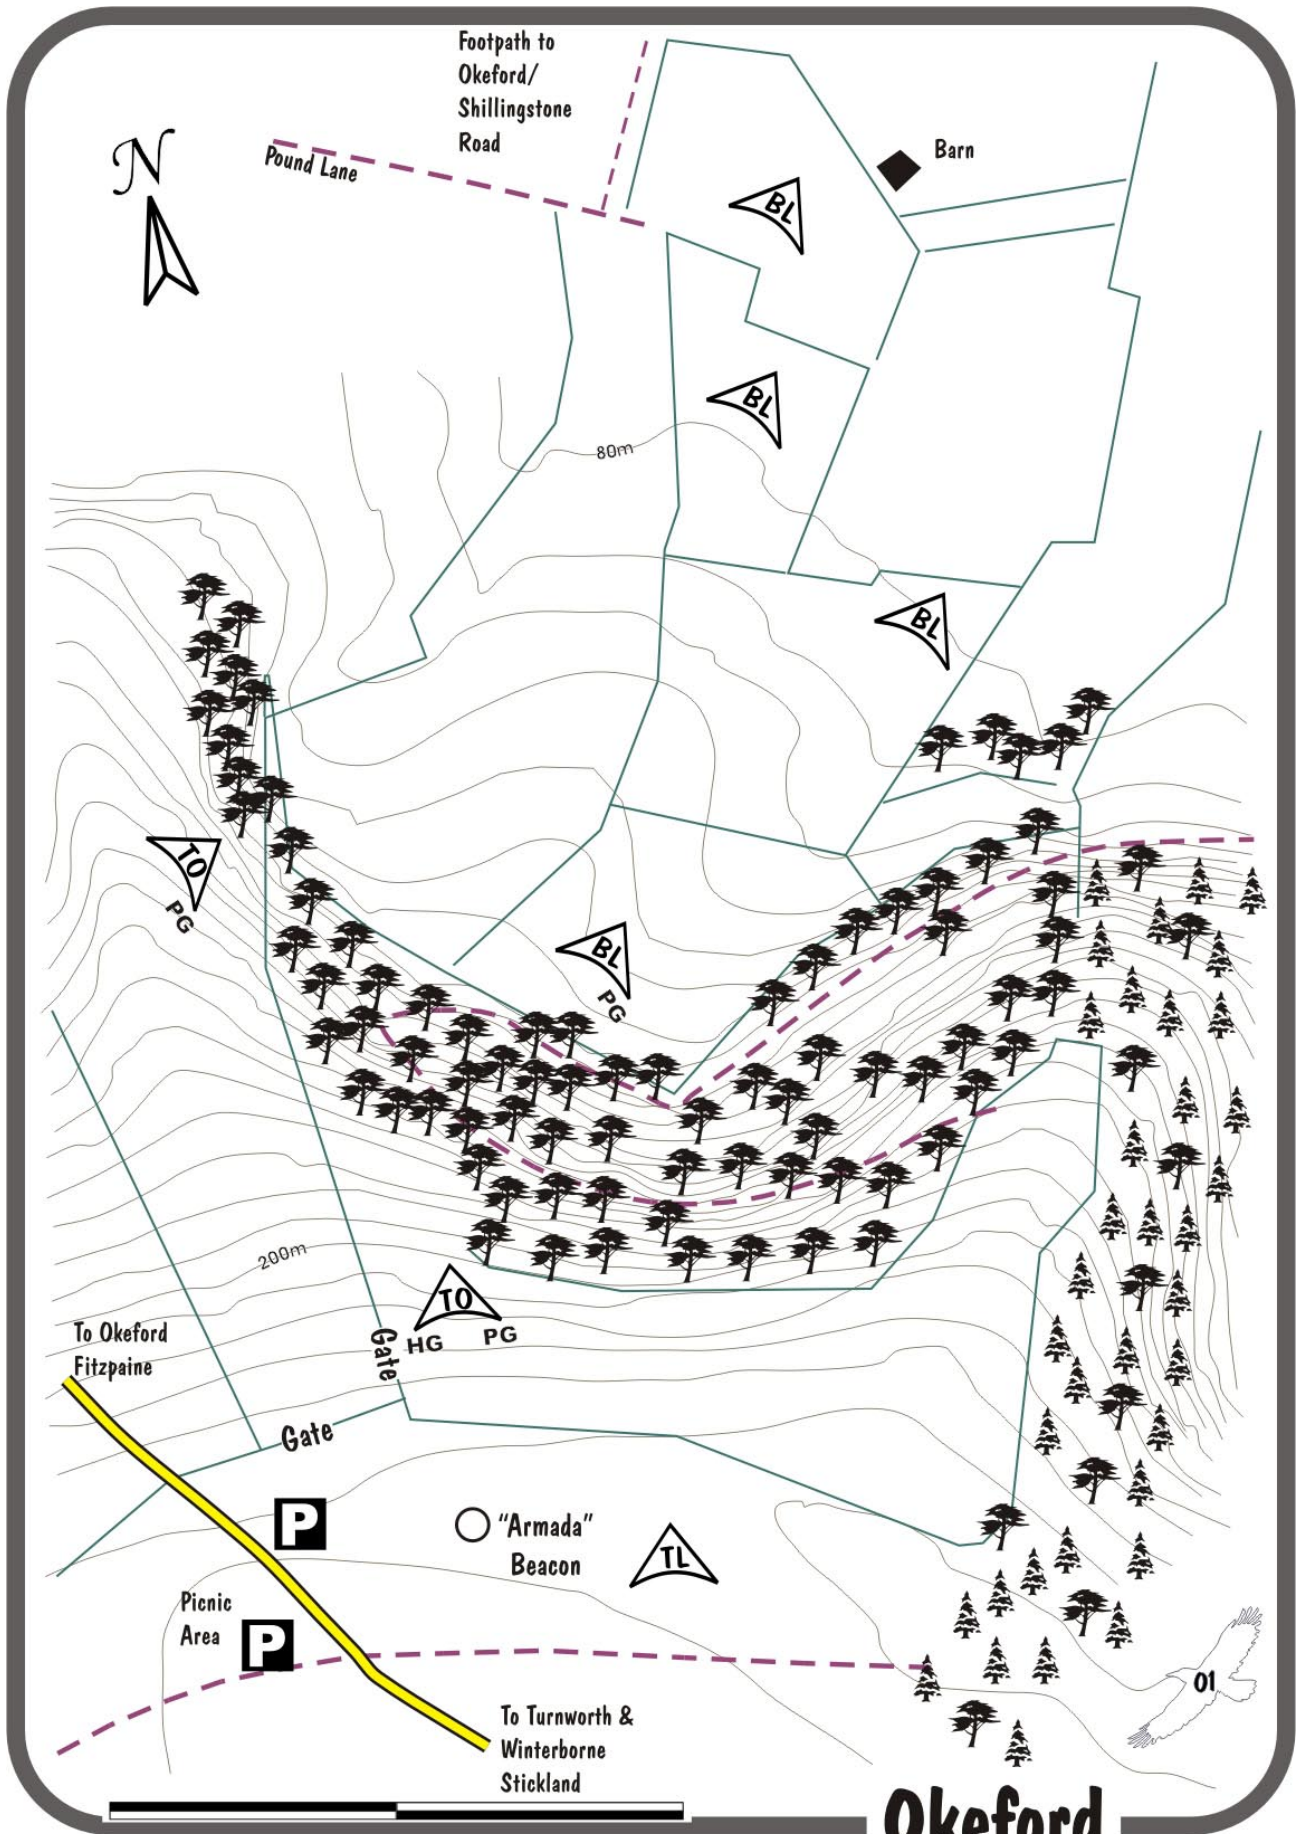 Footpath to
Okeford/
Shillingstone
Road
N
Pound Lane
Barn
BL
BL
80m
BL
TO
PG
BL
PG
200m
TO
HG PG
To Okeford
Fitzpaine
Gate
Gate
P
"Armada"
Beacon
TL
Picnic
Area
P
01
To Turnworth &
Winterborne
Stickland
Okeford